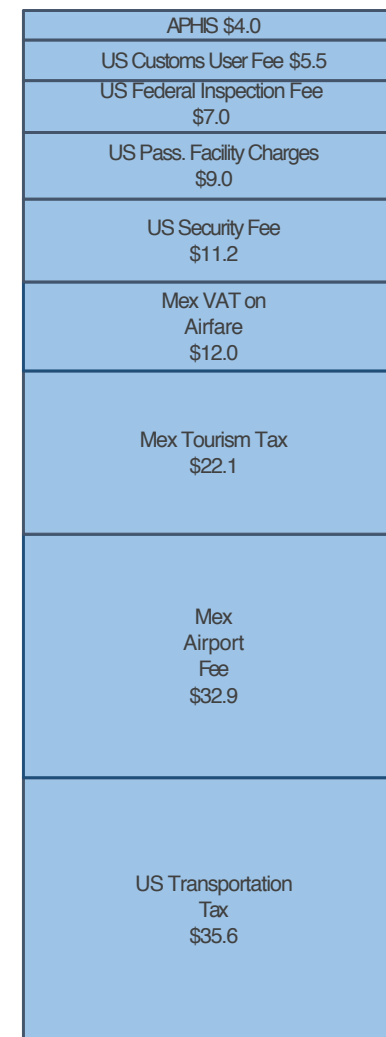 APHIS $4.0
US Customs User Fee $5.5
US Federal Inspection Fee
$7.0
US Pass. Facility Charges
$9.0
US Security Fee
$11.2
Mex VAT on
Airfare
$12.0
Mex Tourism Tax
$22.1
Mex
Airport
Fee
$32.9
US Transportation
Tax
$35.6